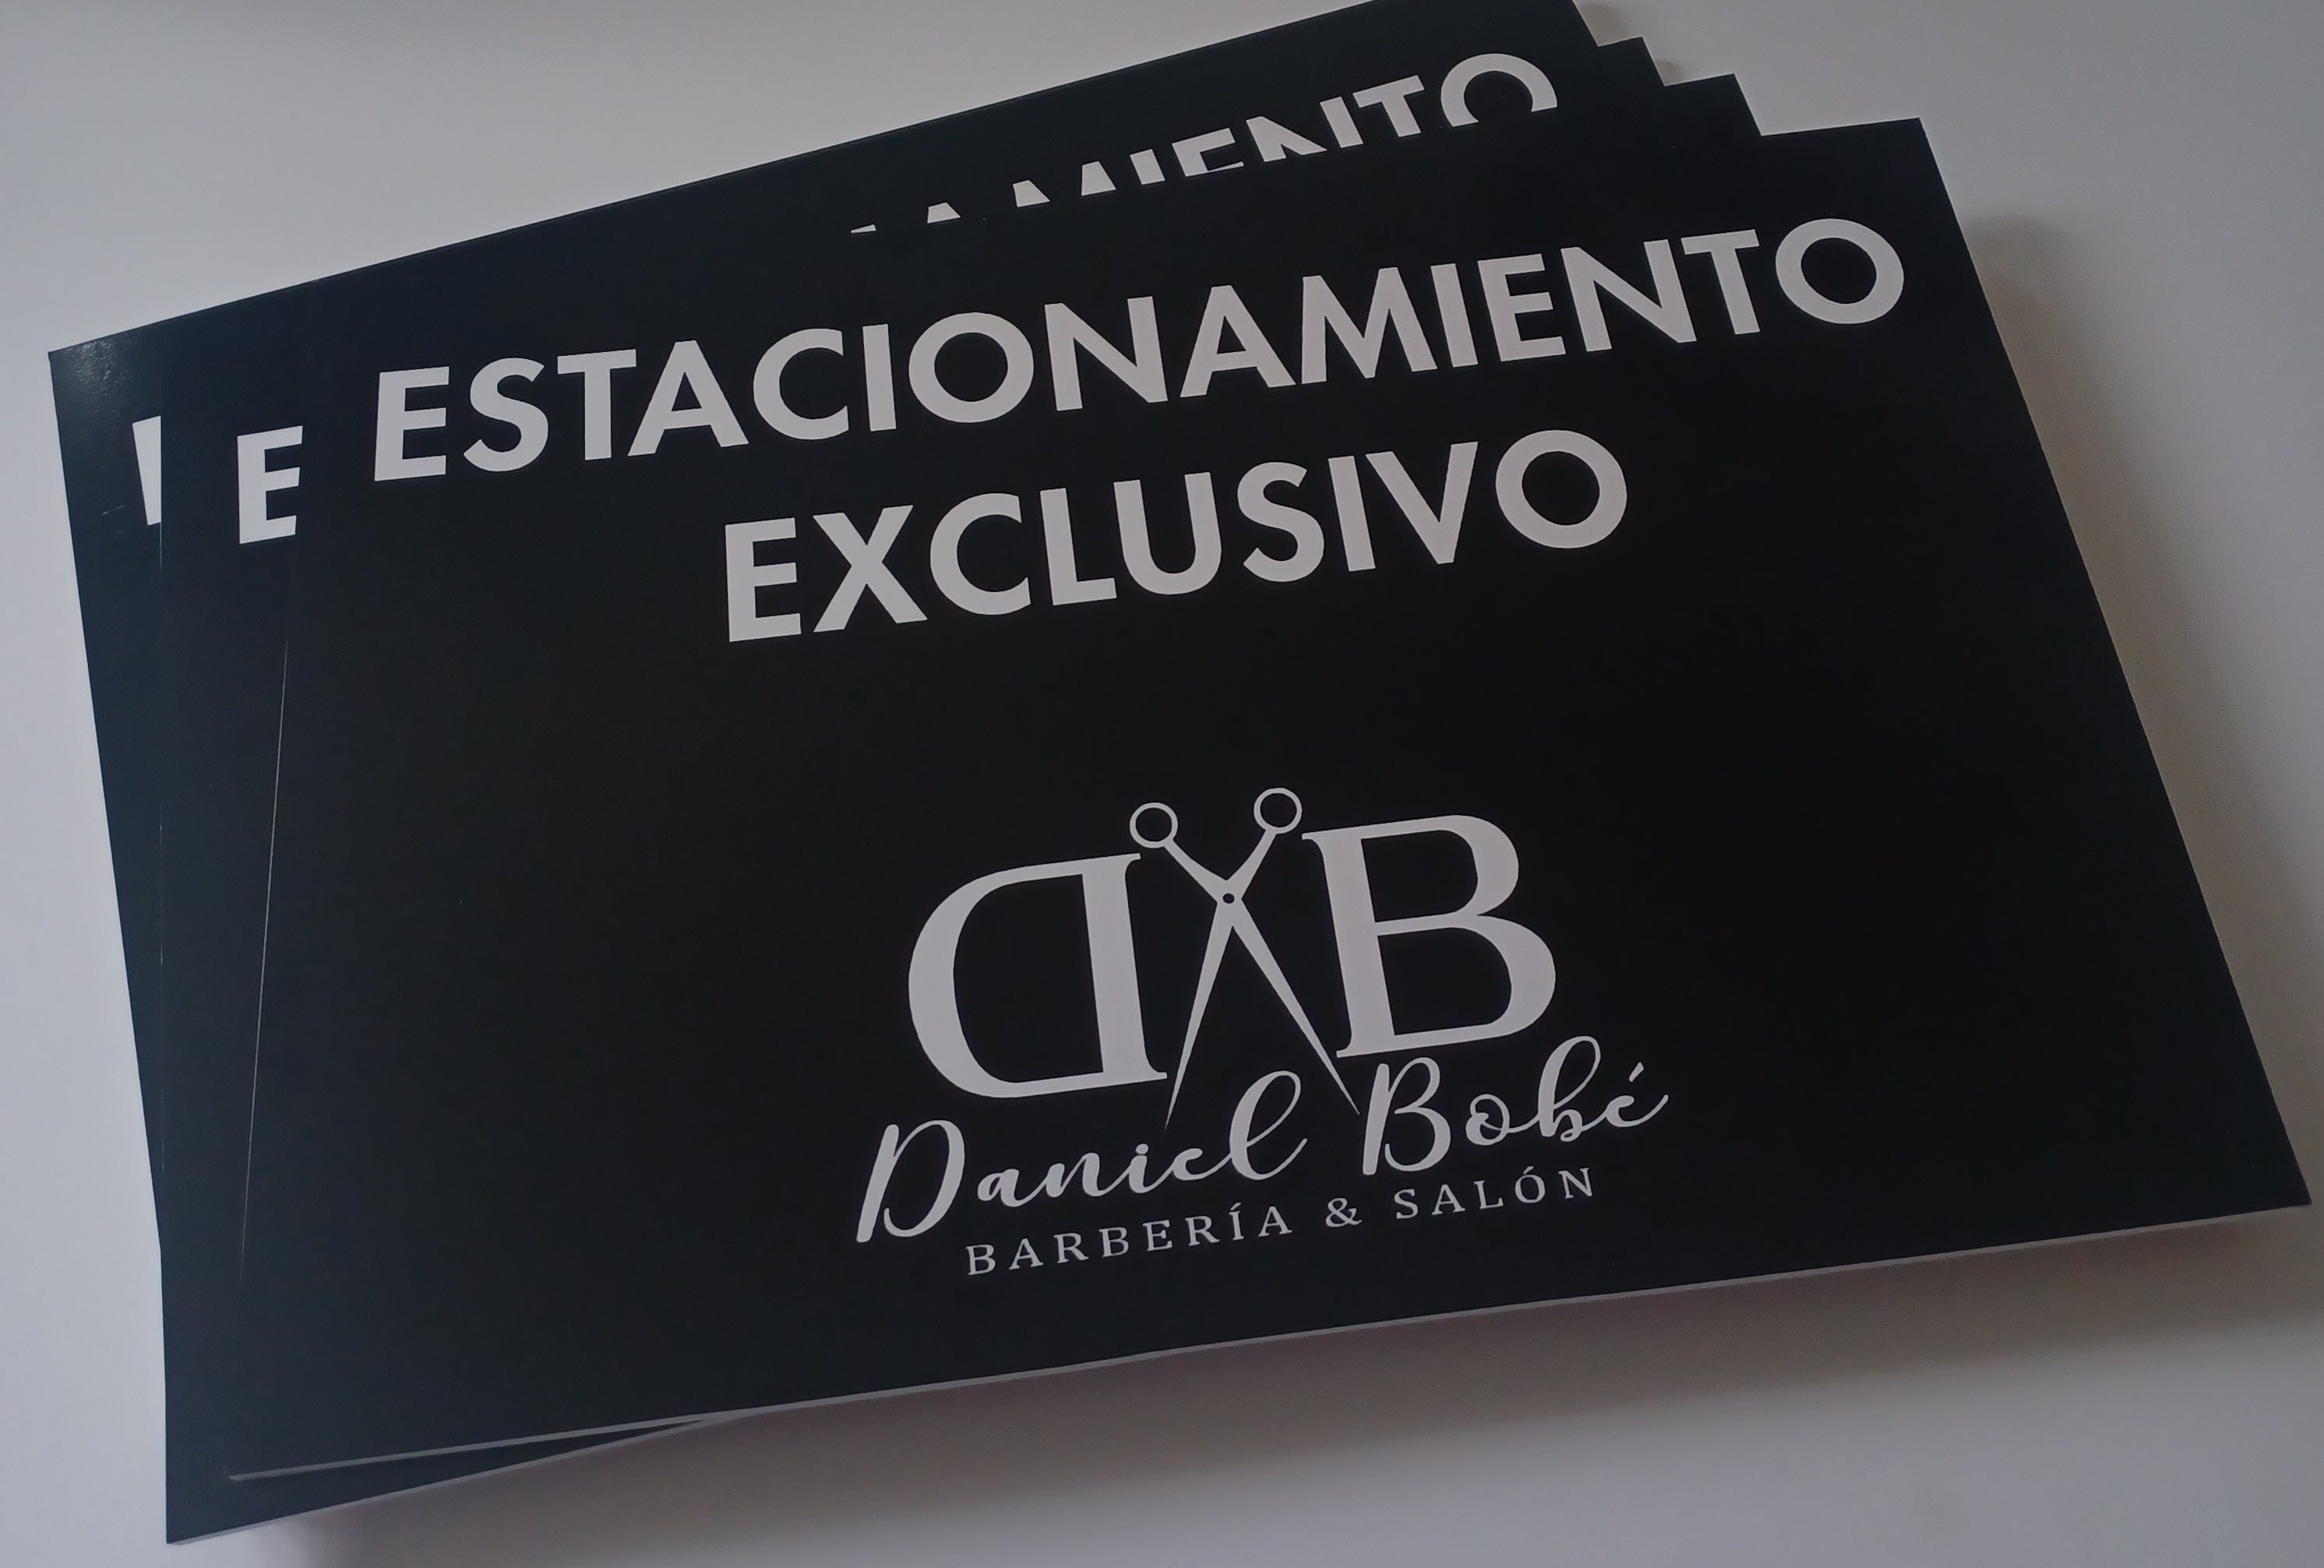 ESTACIONAMIENTO
EXCLUSIVO
DB
Daniel Bobé
BARBERÍA & SALÓN